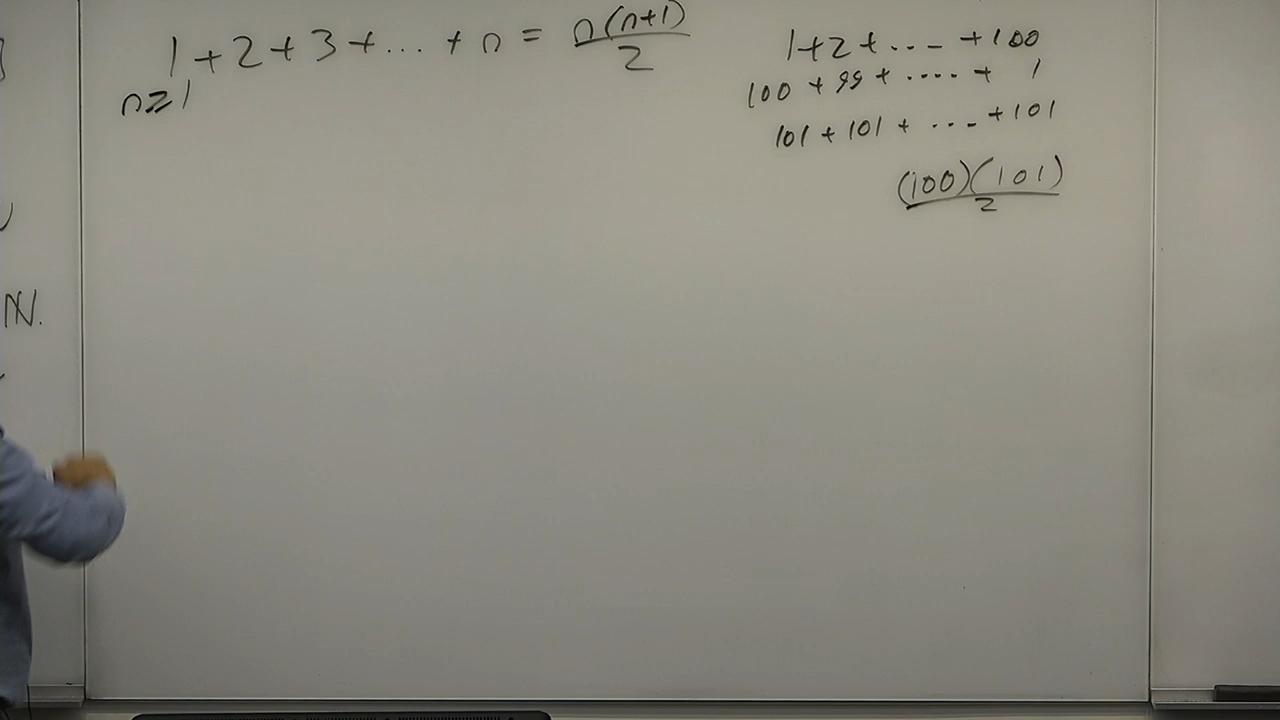 1 + 2 + 3 + ... + n = n(n+1)/2
n ≥ 1
1 + 2 + ... + 100
100 + 99 + .... + 1
101 + 101 + ... + 101
(100)(101)/2
N.